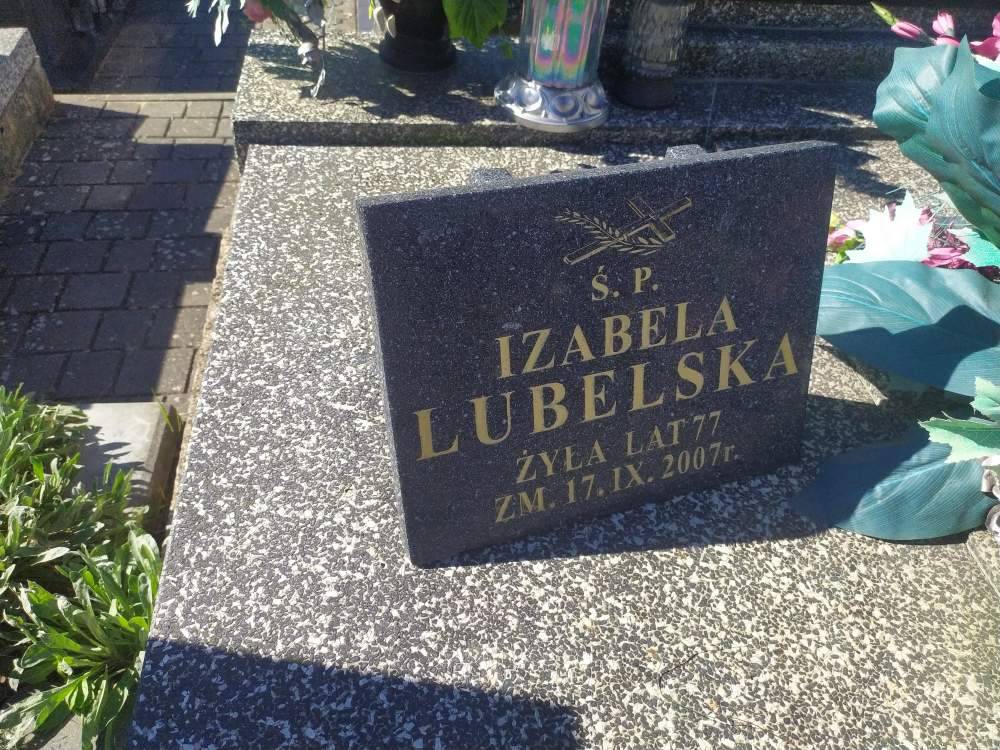 Ś. P.
IZABELA
LUBELSKA
ŻYŁA LAT 77
ZM. 17. IX. 2007r.